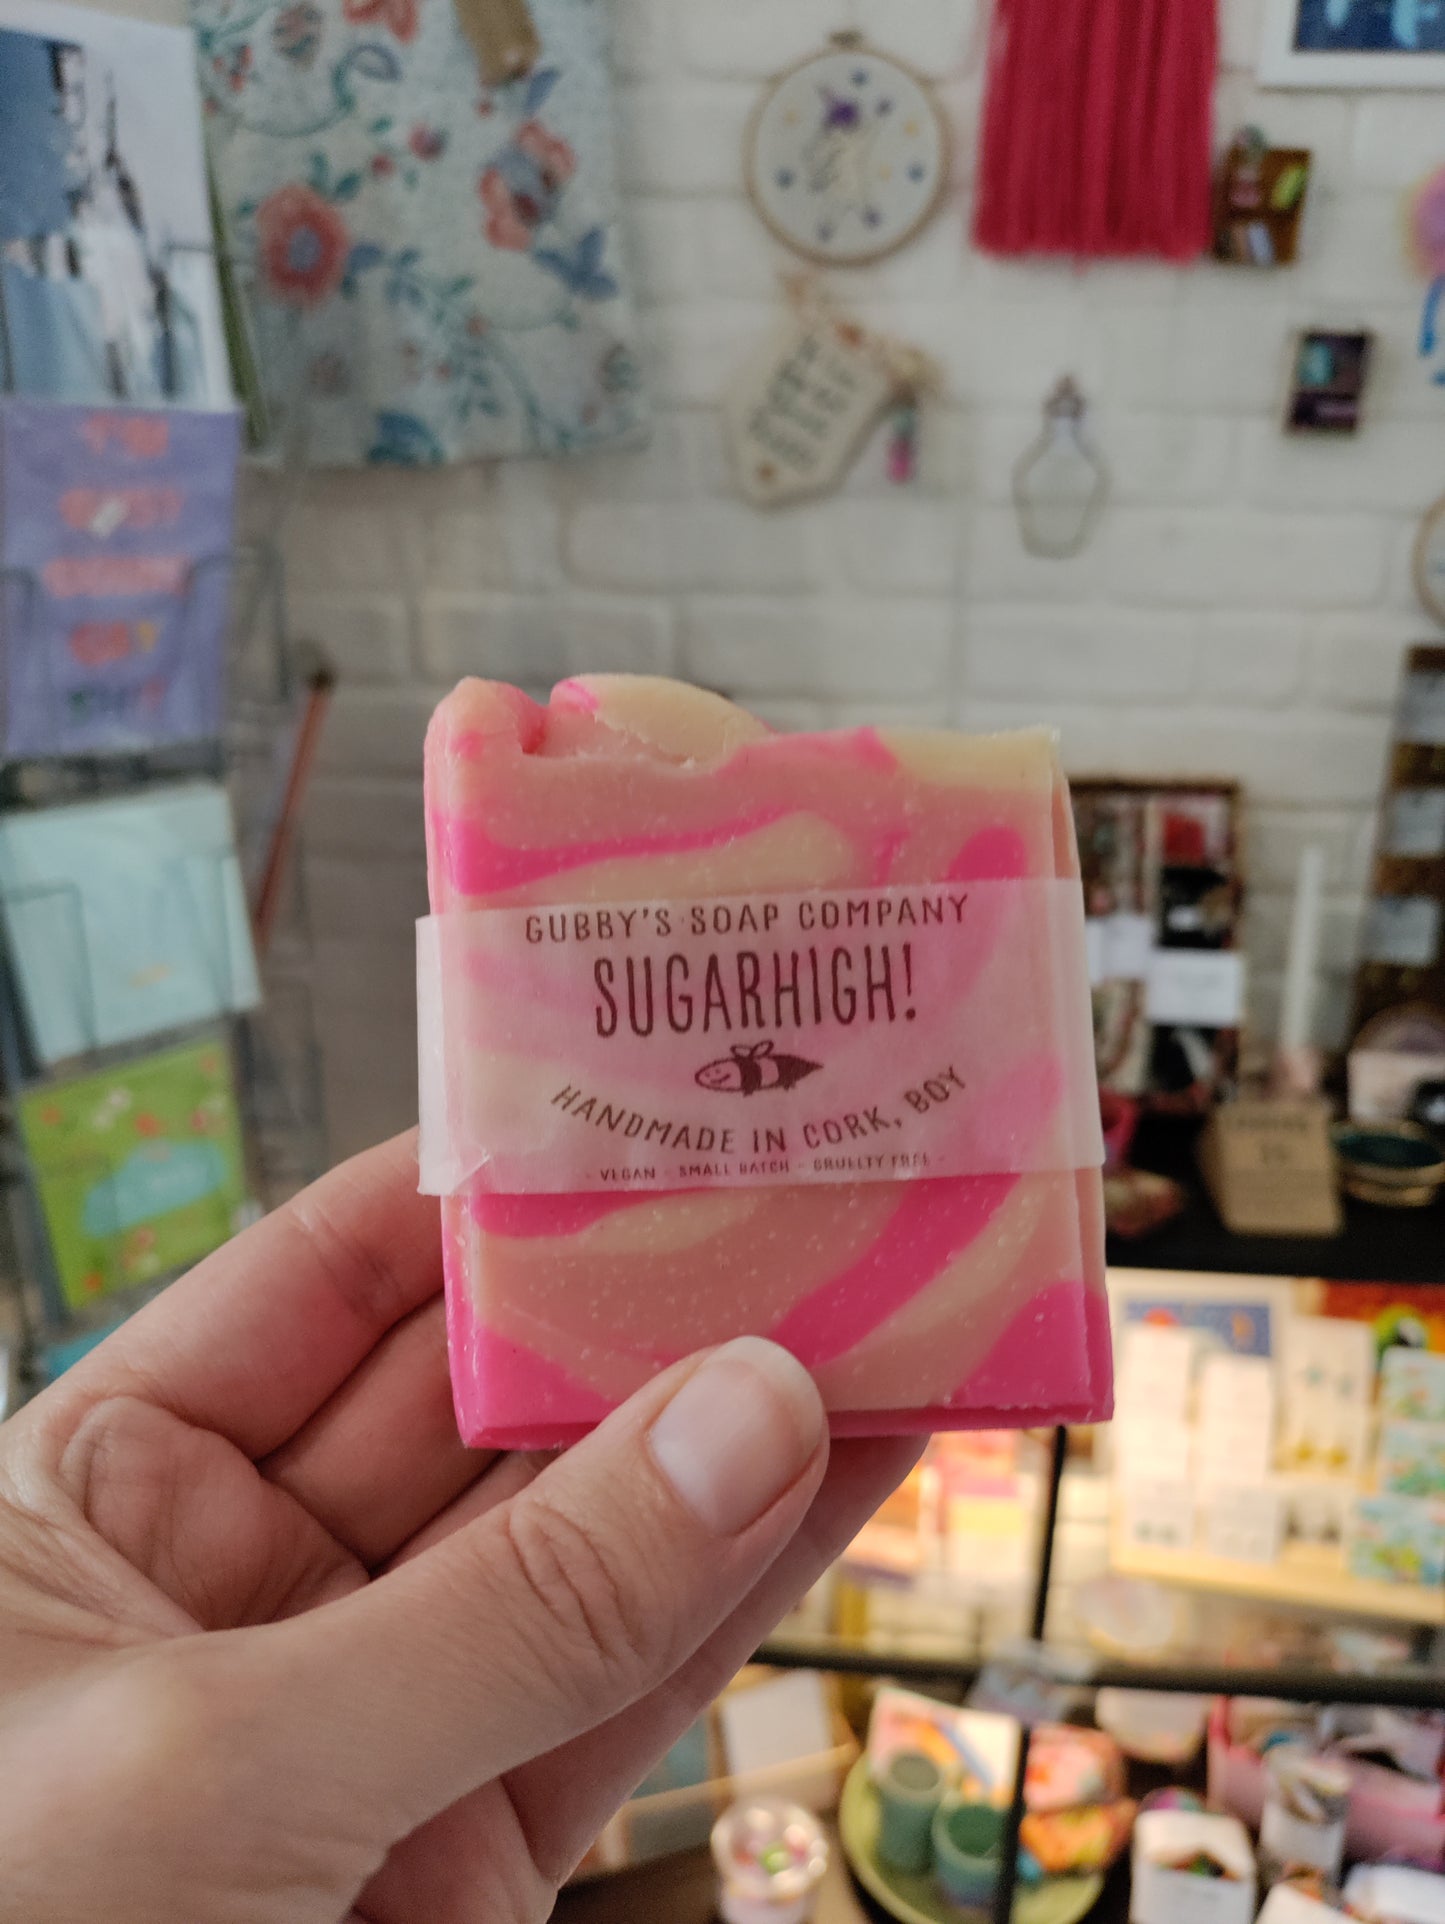 GUBBY'S SOAP COMPANY
SUGARHIGH!
HANDMADE IN CORK, BOY
- VEGAN - SMALL BATCH - CRUELTY FREE -